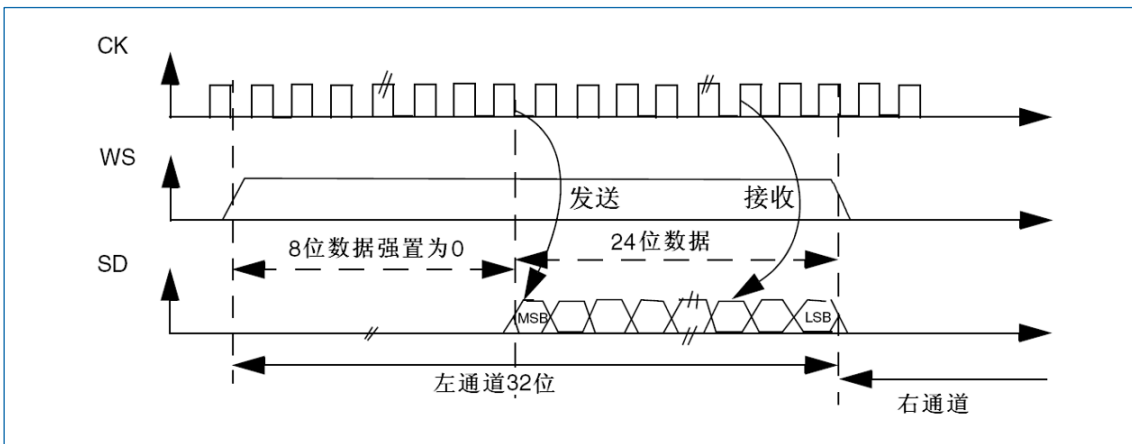 CK
WS
发送
接收
8位数据强置为0
24位数据
SD
MSB
LSB
左通道32位
右通道